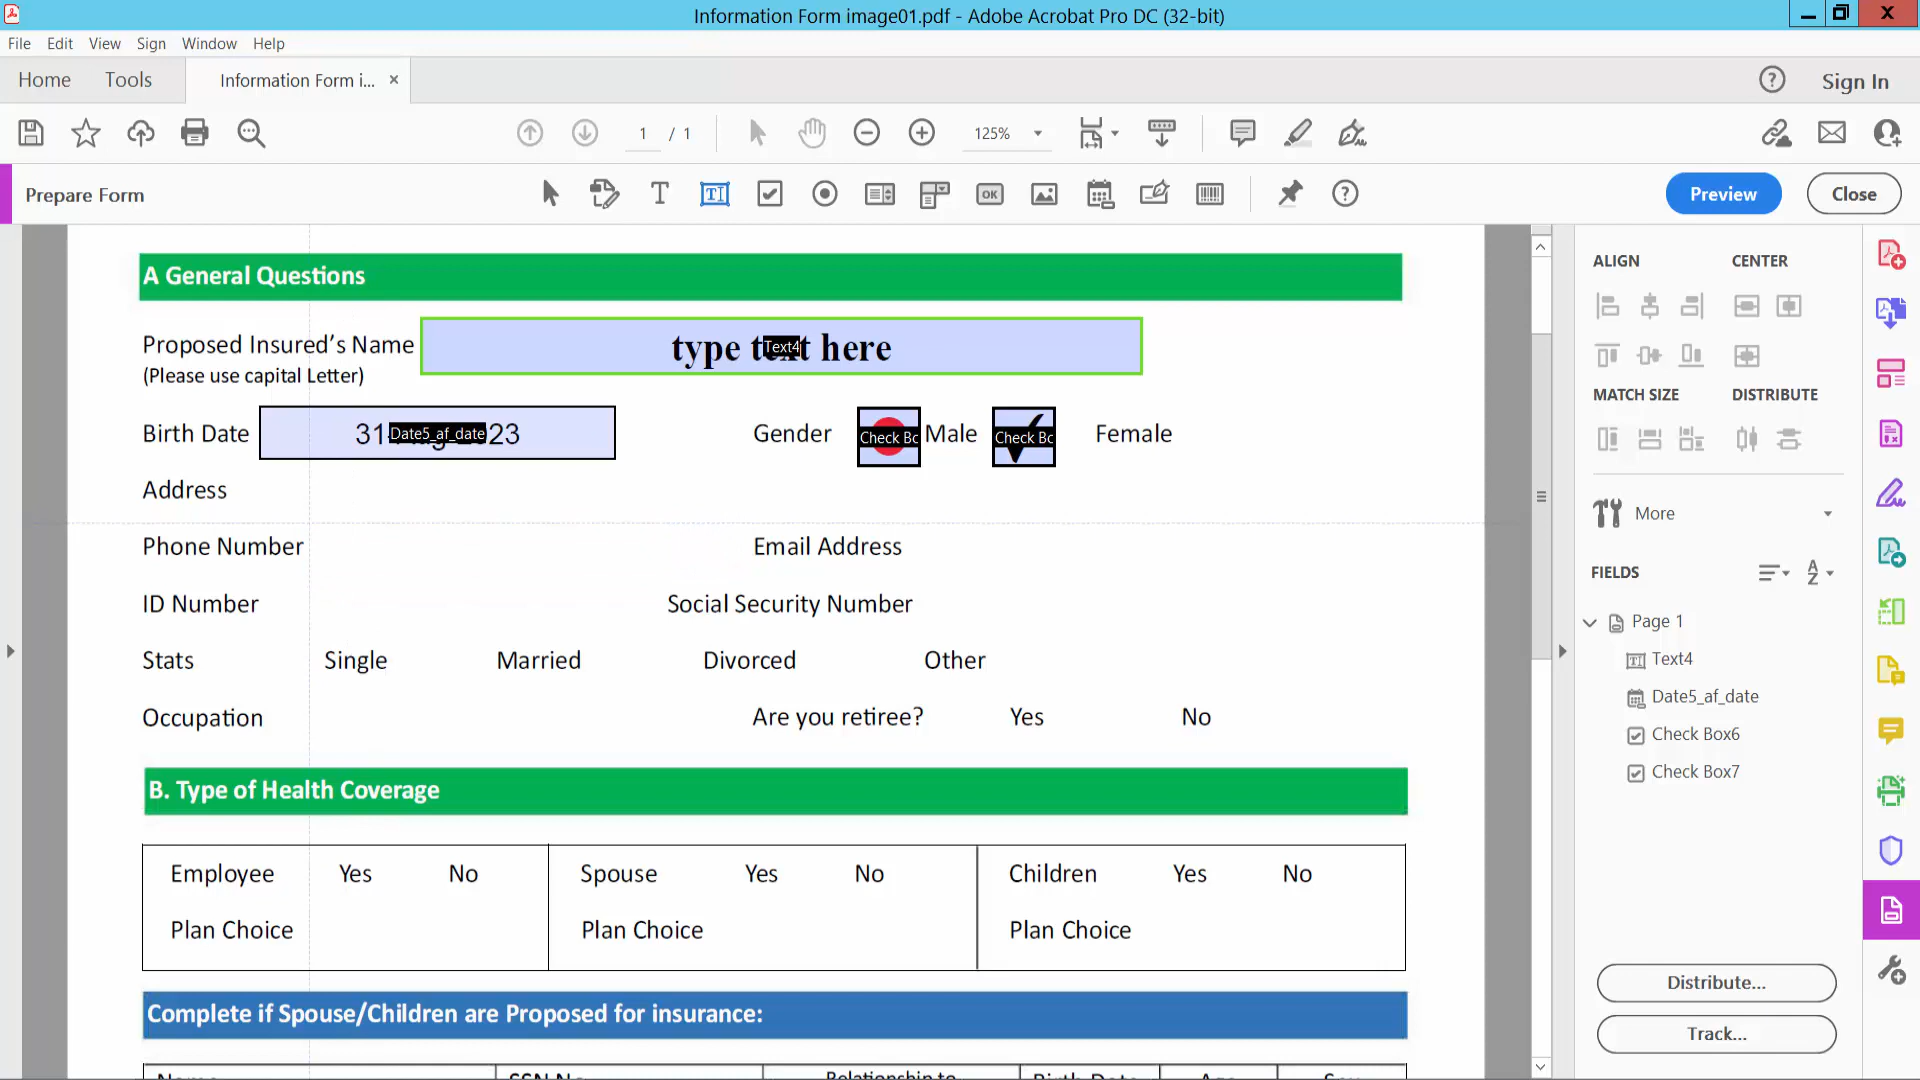 Information Form image01.pdf - Adobe Acrobat Pro DC (32-bit)
File Edit View Sign Window Help
Home Tools Information Form i... ×
Sign In
1 / 1 125%
Prepare Form
OK
Preview Close
A General Questions
Proposed Insured's Name type text here Text4
(Please use capital Letter)
Birth Date 31 Date5_af_date 23 Gender Check Bo Male Check Bo Female
Address
Phone Number Email Address
ID Number Social Security Number
Stats Single Married Divorced Other
Occupation Are you retiree? Yes No
B. Type of Health Coverage
Employee Yes No Spouse Yes No Children Yes No
Plan Choice Plan Choice Plan Choice
Complete if Spouse/Children are Proposed for insurance:
ALIGN CENTER
MATCH SIZE DISTRIBUTE
More
FIELDS
Page 1
Text4
Date5_af_date
Check Box6
Check Box7
Distribute...
Track...